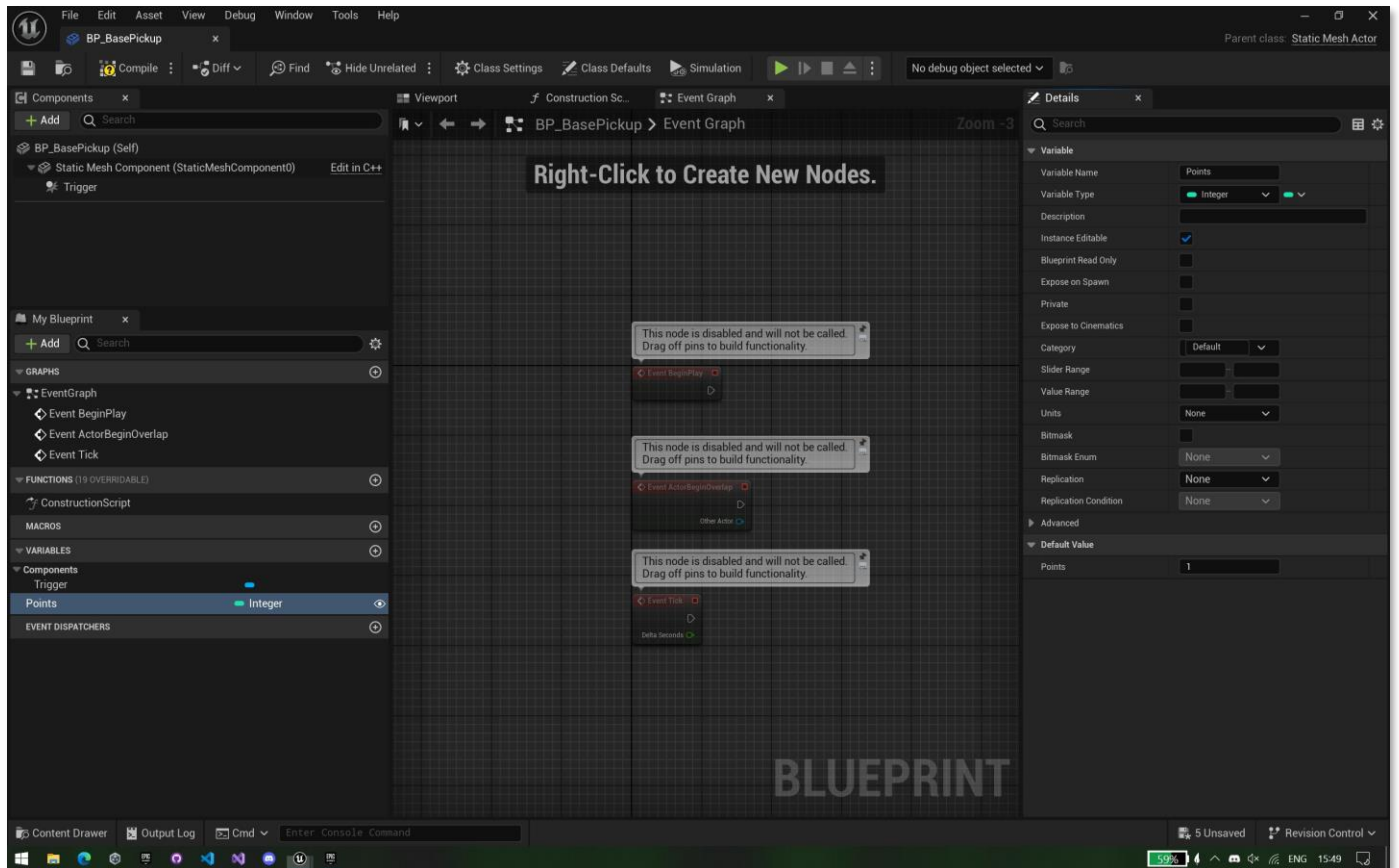 File Edit Asset View Debug Window Tools Help
BP_BasePickup
Parent class: Static Mesh Actor
Compile Diff Find Hide Unrelated Class Settings Class Defaults Simulation No debug object selected
Components
Add Search
BP_BasePickup (Self)
Static Mesh Component (StaticMeshComponent0) Edit in C++
Trigger
My Blueprint
Add Search
GRAPHS
EventGraph
Event BeginPlay
Event ActorBeginOverlap
Event Tick
FUNCTIONS (19 OVERRIDABLE)
ConstructionScript
MACROS
VARIABLES
Components
Trigger
Points Integer
EVENT DISPATCHERS
Viewport Construction Sc... Event Graph
BP_BasePickup > Event Graph Zoom -3
Right-Click to Create New Nodes.
This node is disabled and will not be called.
Drag off pins to build functionality.
Event BeginPlay
This node is disabled and will not be called.
Drag off pins to build functionality.
Event ActorBeginOverlap
Other Actor
This node is disabled and will not be called.
Drag off pins to build functionality.
Event Tick
Delta Seconds
BLUEPRINT
Details
Search
Variable
Variable Name Points
Variable Type Integer
Description
Instance Editable
Blueprint Read Only
Expose on Spawn
Private
Expose to Cinematics
Category Default
Slider Range
Value Range
Units None
Bitmask
Bitmask Enum None
Replication None
Replication Condition None
Advanced
Default Value
Points 1
Content Drawer Output Log Cmd Enter Console Command 5 Unsaved Revision Control
59% ENG 15:49